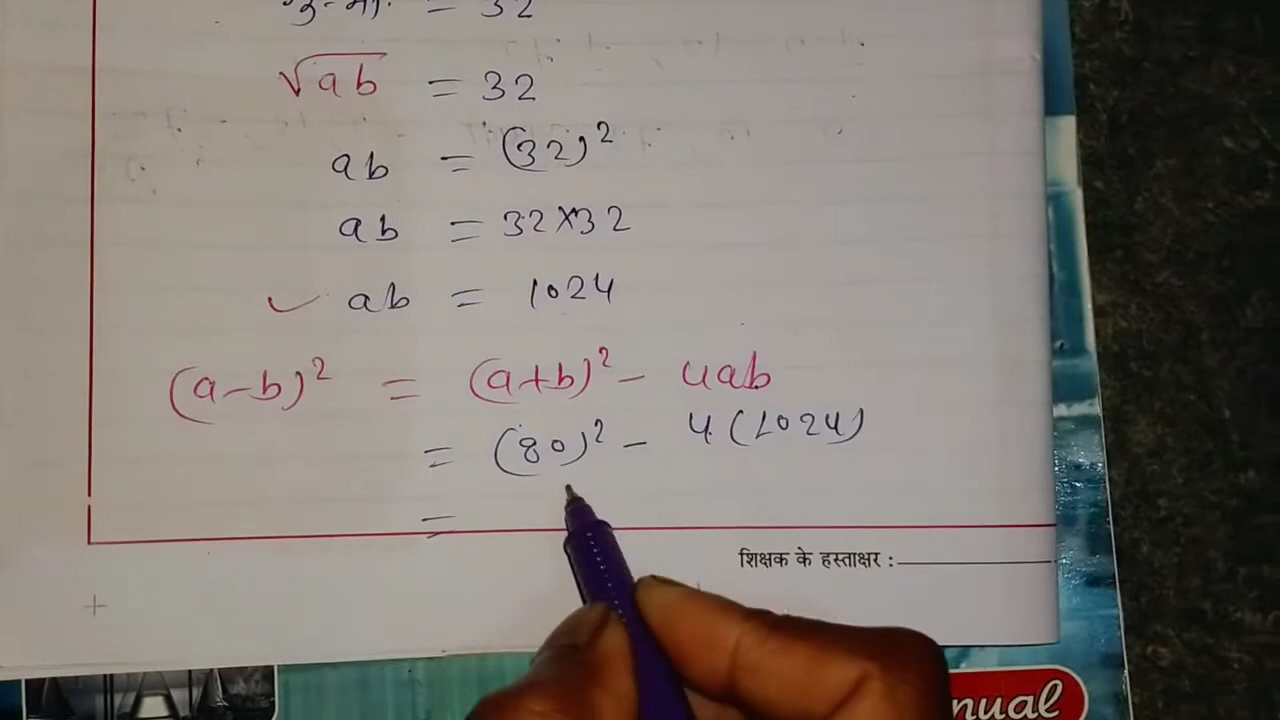 गु-मा. = 32
√ab = 32
ab = (32)²
ab = 32×32
✓ ab = 1024
(a-b)² = (a+b)² - 4ab
= (80)² - 4(1024)
=
शिक्षक के हस्ताक्षर :
nual